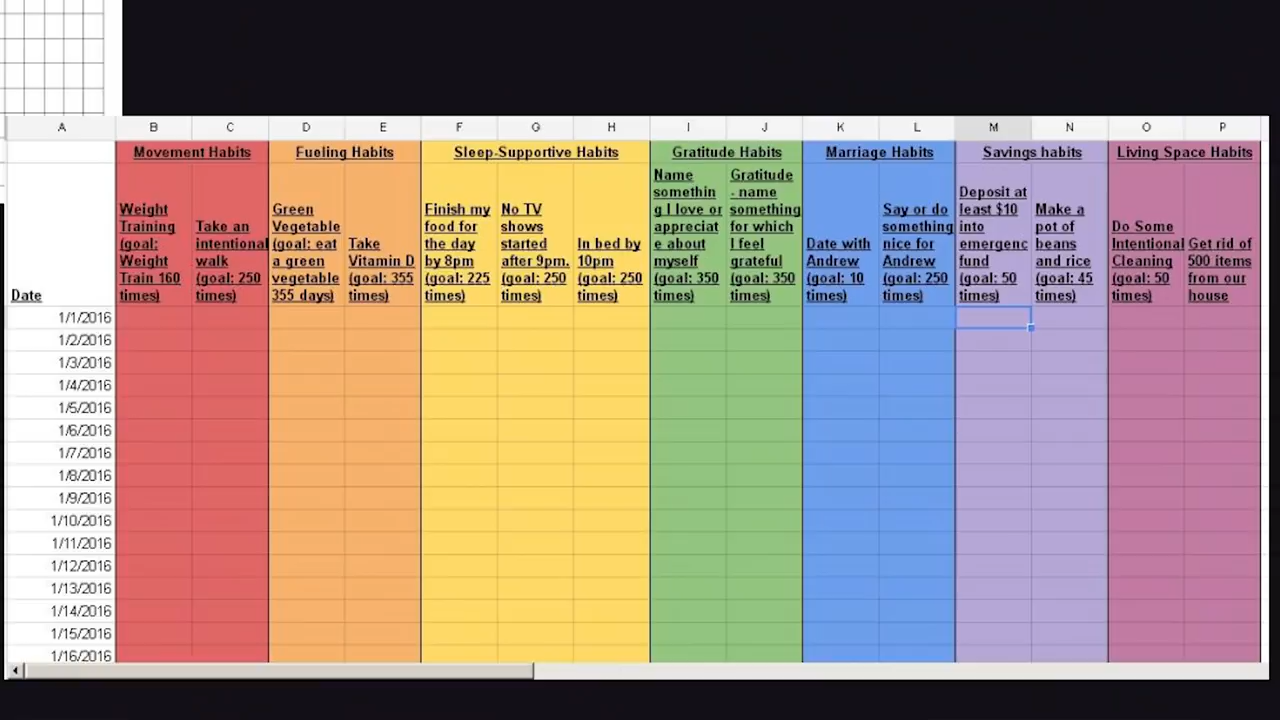 A B C D E F G H I J K L M N O P
Movement Habits Fueling Habits Sleep-Supportive Habits Gratitude Habits Marriage Habits Savings habits Living Space Habits
Date
Weight
Training
(goal:
Weight
Train 160
times)
Take an
intentional
walk
(goal: 250
times)
Green
Vegetable
(goal: eat
a green
vegetable
355 days)
Take
Vitamin D
(goal: 355
times)
Finish my
food for
the day
by 8pm
(goal: 225
times)
No TV
shows
started
after 9pm.
(goal: 250
times)
In bed by
10pm
(goal: 250
times)
Name
somethin
g I love or
appreciat
e about
myself
(goal: 350
times)
Gratitude
- name
something
for which
I feel
grateful
(goal: 350
times)
Date with
Andrew
(goal: 10
times)
Say or do
something
nice for
Andrew
(goal: 250
times)
Deposit at
least $10
into
emergenc
fund
(goal: 50
times)
Make a
pot of
beans
and rice
(goal: 45
times)
Do Some
Intentional
Cleaning
(goal: 50
times)
Get rid of
500 items
from our
house
1/1/2016
1/2/2016
1/3/2016
1/4/2016
1/5/2016
1/6/2016
1/7/2016
1/8/2016
1/9/2016
1/10/2016
1/11/2016
1/12/2016
1/13/2016
1/14/2016
1/15/2016
1/16/2016